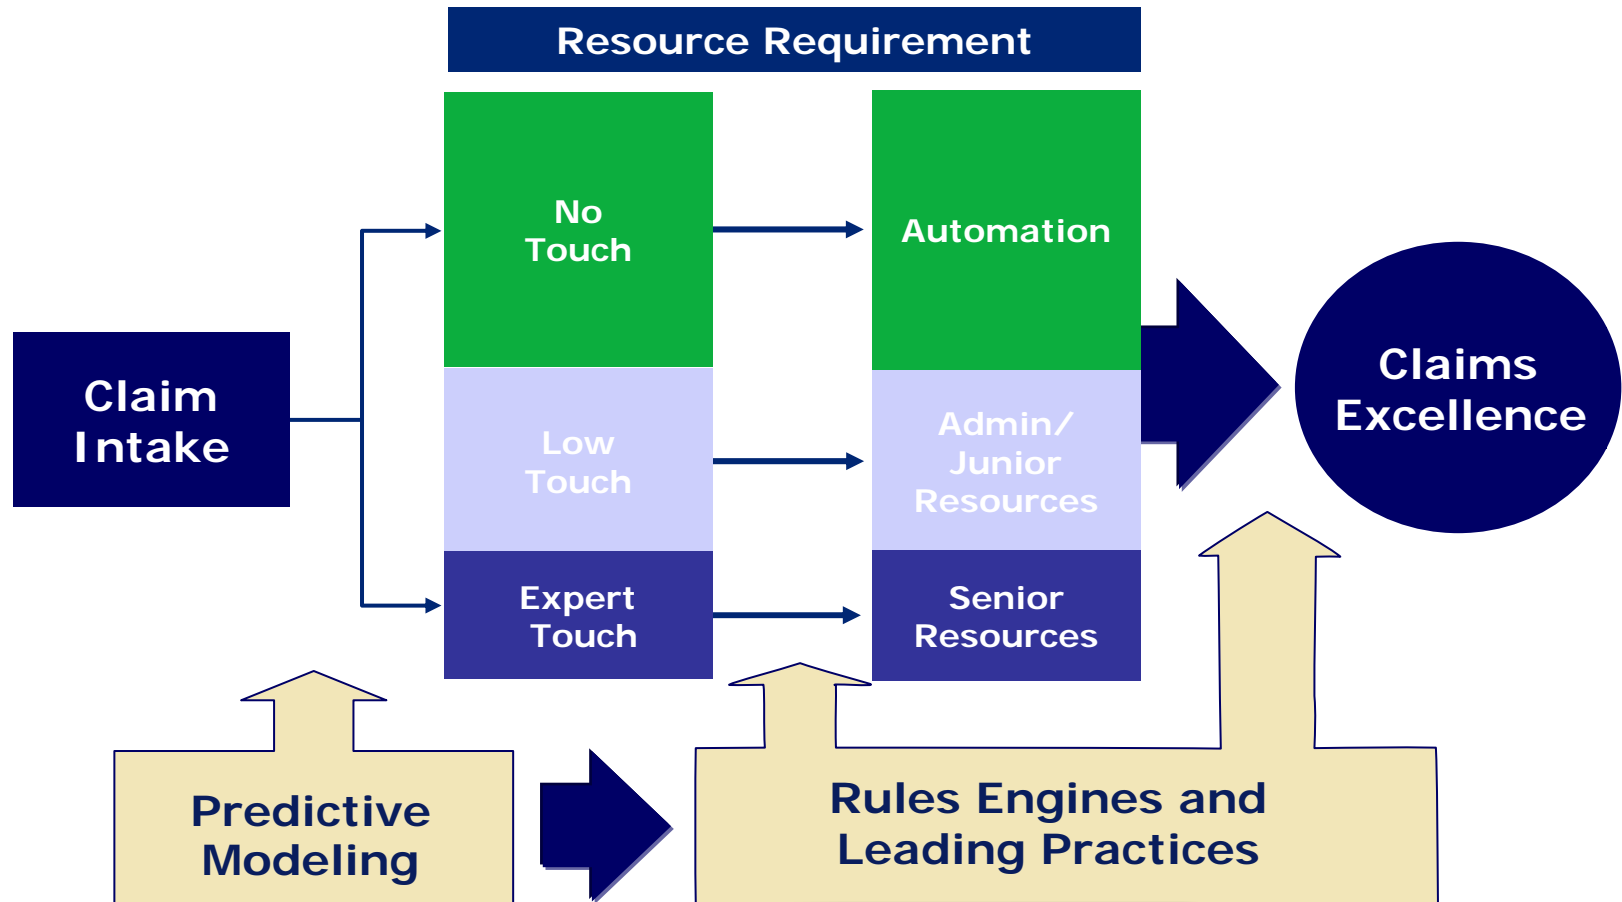 Resource Requirement
No
Touch
Automation
Claim
Intake
Low
Touch
Admin/
Junior
Resources
Claims
Excellence
Expert
Touch
Senior
Resources
Predictive
Modeling
Rules Engines and
Leading Practices